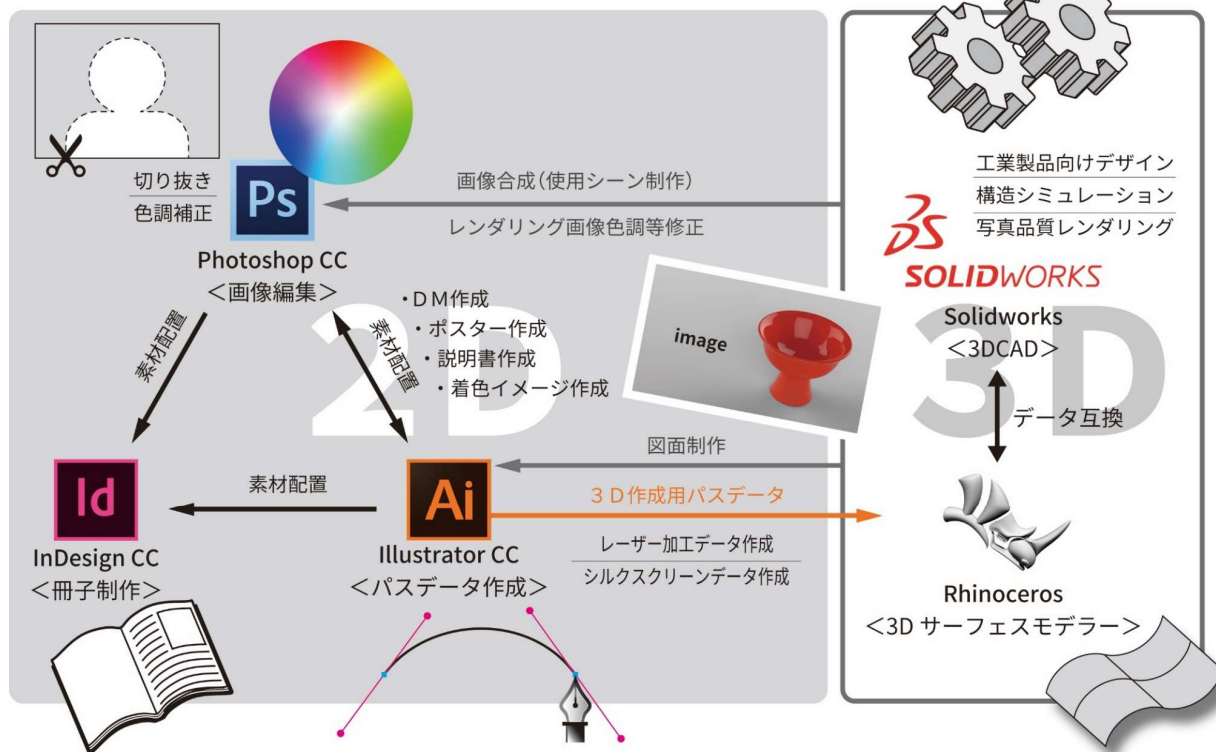 切り抜き
色調補正
Ps
Photoshop CC
＜画像編集＞
画像合成(使用シーン制作)
レンダリング画像色調等修正
工業製品向けデザイン
構造シミュレーション
写真品質レンダリング
DS
SOLIDWORKS
Solidworks
＜3DCAD＞
2D
3D
素材配置
素材配置
・ＤＭ作成
・ポスター作成
・説明書作成
・着色イメージ作成
image
データ互換
図面制作
３Ｄ作成用パスデータ
素材配置
Id
InDesign CC
＜冊子制作＞
Ai
Illustrator CC
＜パスデータ作成＞
レーザー加工データ作成
シルクスクリーンデータ作成
Rhinoceros
＜3D サーフェスモデラー＞